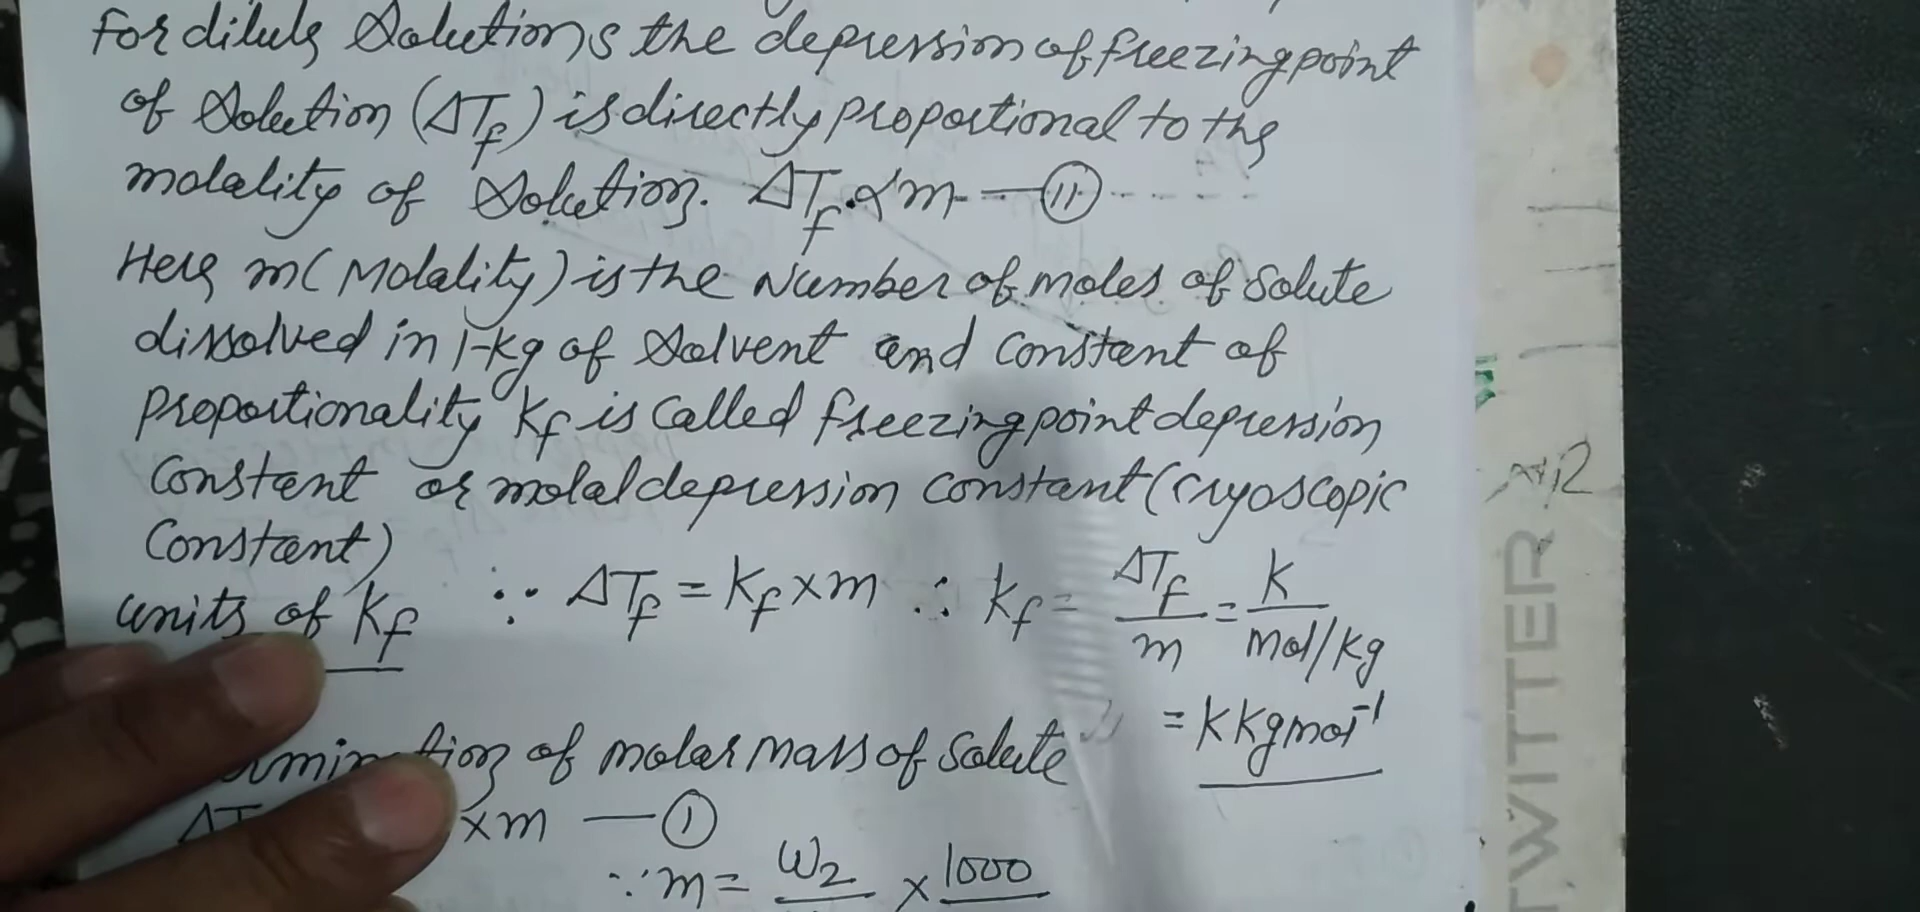 For dilute Solutions the depression of freezing point
of Solution (ΔTf) is directly proportional to the
molality of Solution. ΔTf ∝ m — (II)
Here m (Molality) is the Number of moles of Solute
dissolved in 1-kg of Solvent and Constant of
proportionality Kf is Called freezing point depression
Constant or molal depression Constant (Cryoscopic
Constant)
units of Kf ∵ ΔTf = Kf × m ∴ Kf = ΔTf/m = K/mol/kg
= K kg mol⁻¹
of molar mass of Solute
× m — (1)
∵ m = W2 × 1000
TWITTER